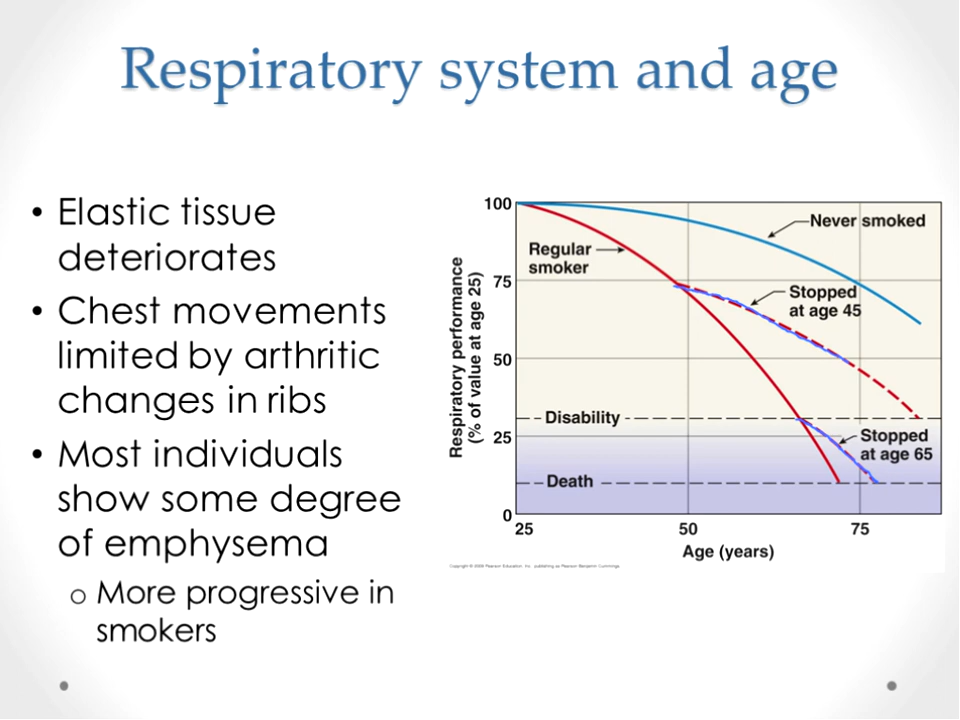 Respiratory system and age
• Elastic tissue
deteriorates
• Chest movements
limited by arthritic
changes in ribs
• Most individuals
show some degree
of emphysema
o More progressive in
smokers
Respiratory performance
(% of value at age 25)
100
75
50
25
0
Never smoked
Regular
smoker
Stopped
at age 45
Disability
Stopped
at age 65
Death
25
50
75
Age (years)
Copyright © 2009 Pearson Education, Inc. publishing as Pearson Benjamin Cummings